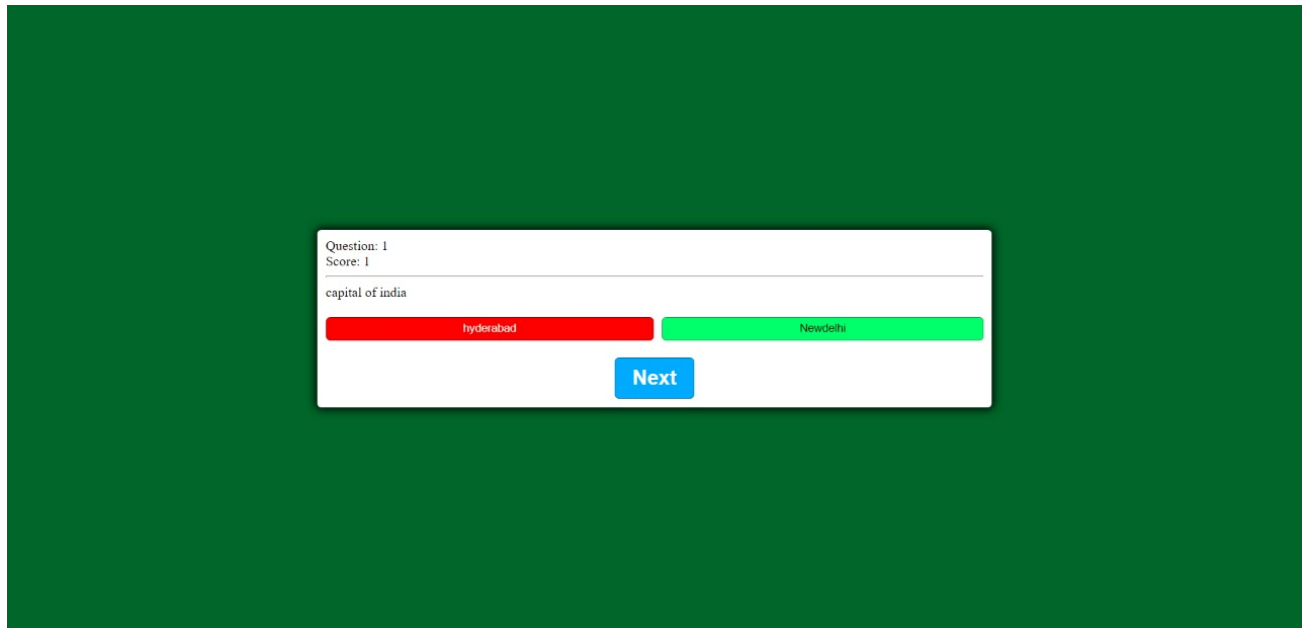 Question: 1
Score: 1
capital of india
hyderabad
Newdelhi
Next